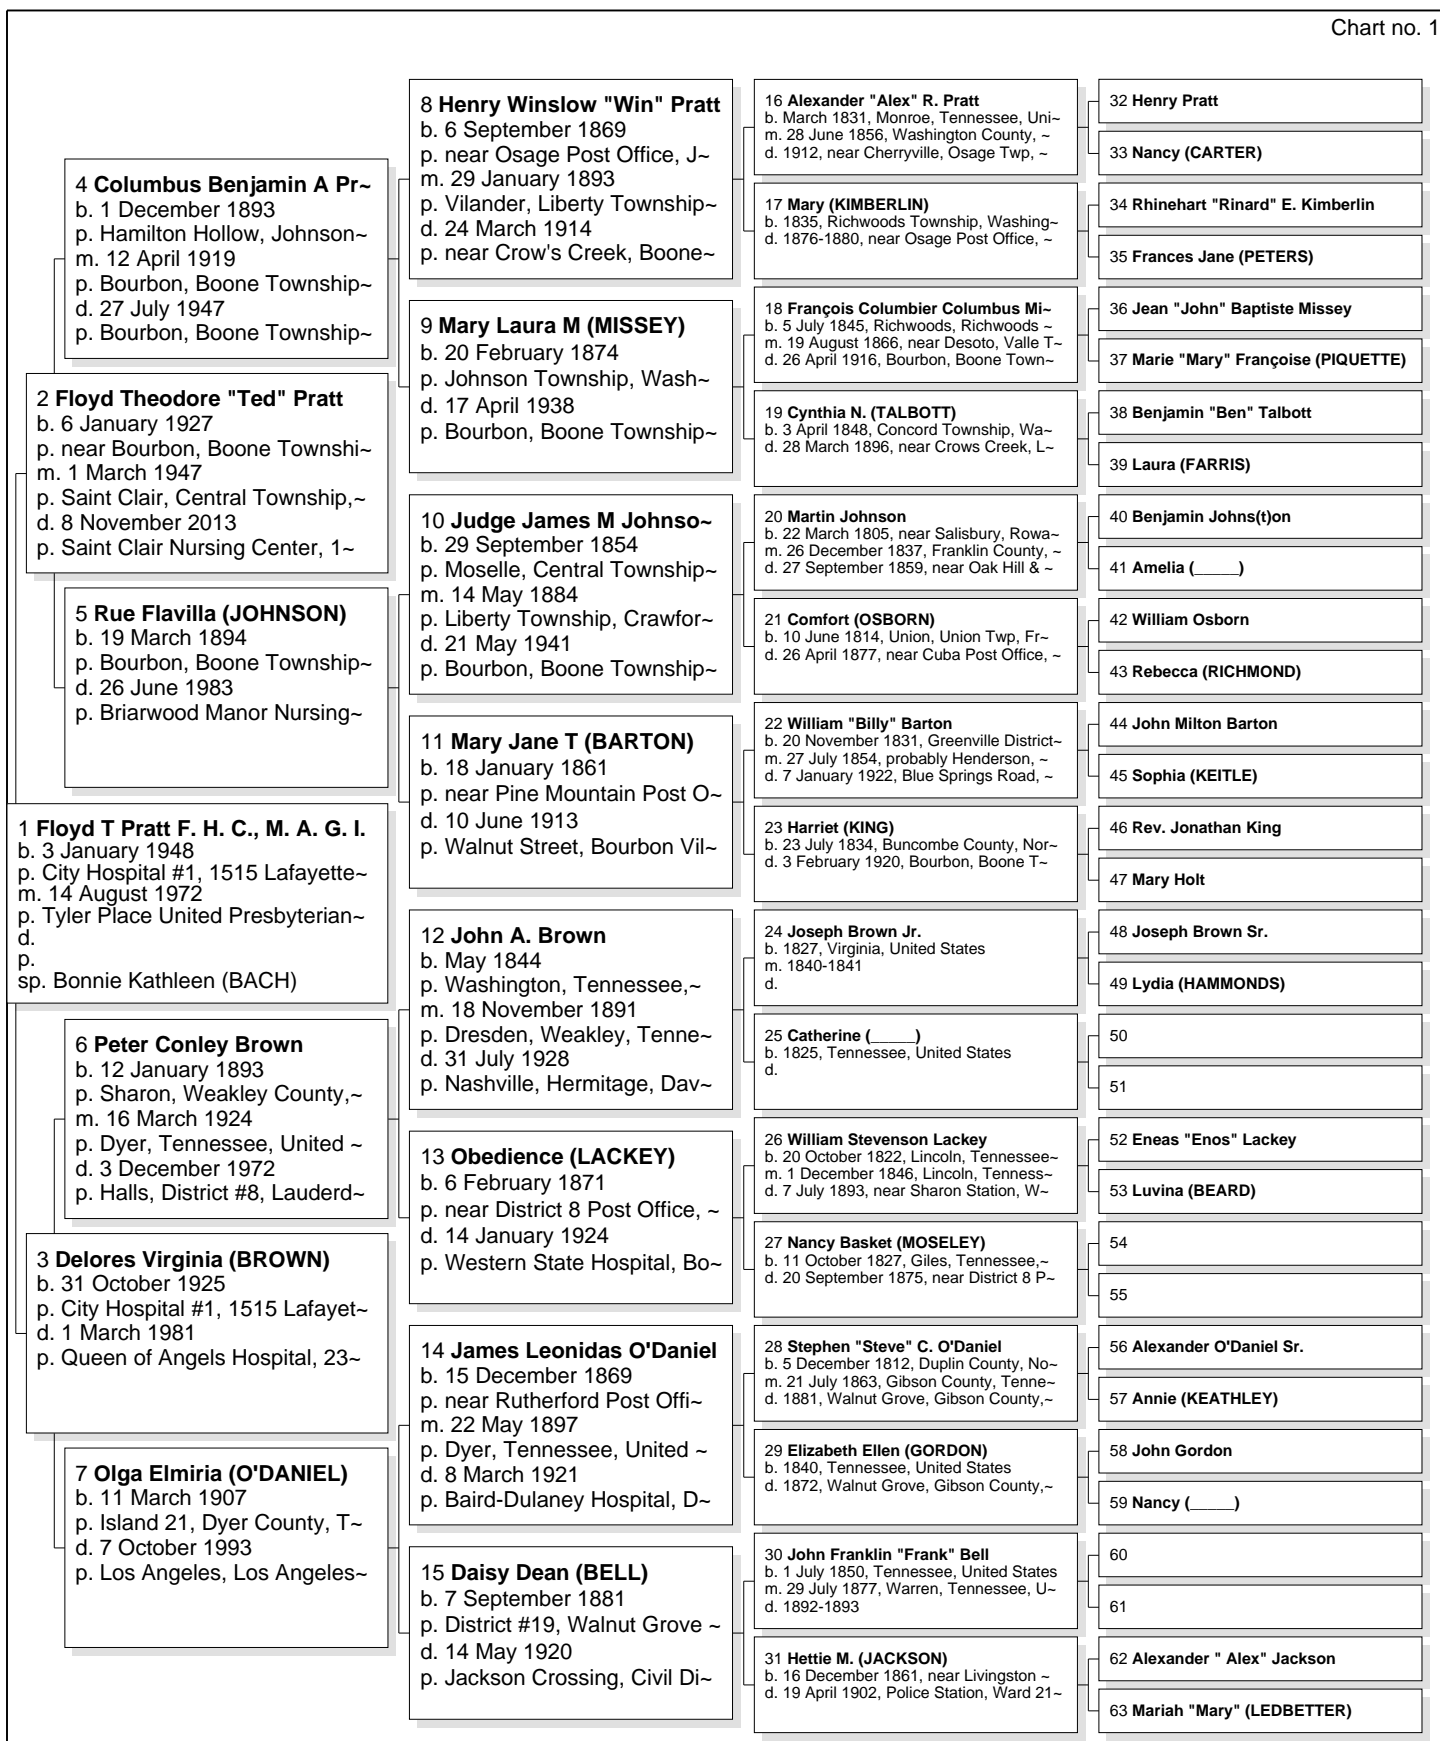 Chart no. 1
1 Floyd T Pratt F. H. C., M. A. G. I.
b. 3 January 1948
p. City Hospital #1, 1515 Lafayette~
m. 14 August 1972
p. Tyler Place United Presbyterian~
d.
p.
sp. Bonnie Kathleen (BACH)
2 Floyd Theodore "Ted" Pratt
b. 6 January 1927
p. near Bourbon, Boone Townshi~
m. 1 March 1947
p. Saint Clair, Central Township,~
d. 8 November 2013
p. Saint Clair Nursing Center, 1~
3 Delores Virginia (BROWN)
b. 31 October 1925
p. City Hospital #1, 1515 Lafayet~
d. 1 March 1981
p. Queen of Angels Hospital, 23~
4 Columbus Benjamin A Pr~
b. 1 December 1893
p. Hamilton Hollow, Johnson~
m. 12 April 1919
p. Bourbon, Boone Township~
d. 27 July 1947
p. Bourbon, Boone Township~
5 Rue Flavilla (JOHNSON)
b. 19 March 1894
p. Bourbon, Boone Township~
d. 26 June 1983
p. Briarwood Manor Nursing~
6 Peter Conley Brown
b. 12 January 1893
p. Sharon, Weakley County,~
m. 16 March 1924
p. Dyer, Tennessee, United ~
d. 3 December 1972
p. Halls, District #8, Lauderd~
7 Olga Elmiria (O'DANIEL)
b. 11 March 1907
p. Island 21, Dyer County, T~
d. 7 October 1993
p. Los Angeles, Los Angeles~
8 Henry Winslow "Win" Pratt
b. 6 September 1869
p. near Osage Post Office, J~
m. 29 January 1893
p. Vilander, Liberty Township~
d. 24 March 1914
p. near Crow's Creek, Boone~
9 Mary Laura M (MISSEY)
b. 20 February 1874
p. Johnson Township, Wash~
d. 17 April 1938
p. Bourbon, Boone Township~
10 Judge James M Johnso~
b. 29 September 1854
p. Moselle, Central Township~
m. 14 May 1884
p. Liberty Township, Crawfor~
d. 21 May 1941
p. Bourbon, Boone Township~
11 Mary Jane T (BARTON)
b. 18 January 1861
p. near Pine Mountain Post O~
d. 10 June 1913
p. Walnut Street, Bourbon Vil~
12 John A. Brown
b. May 1844
p. Washington, Tennessee,~
m. 18 November 1891
p. Dresden, Weakley, Tenne~
d. 31 July 1928
p. Nashville, Hermitage, Dav~
13 Obedience (LACKEY)
b. 6 February 1871
p. near District 8 Post Office, ~
d. 14 January 1924
p. Western State Hospital, Bo~
14 James Leonidas O'Daniel
b. 15 December 1869
p. near Rutherford Post Offi~
m. 22 May 1897
p. Dyer, Tennessee, United ~
d. 8 March 1921
p. Baird-Dulaney Hospital, D~
15 Daisy Dean (BELL)
b. 7 September 1881
p. District #19, Walnut Grove ~
d. 14 May 1920
p. Jackson Crossing, Civil Di~
16 Alexander "Alex" R. Pratt
b. March 1831, Monroe, Tennessee, Uni~
m. 28 June 1856, Washington County, ~
d. 1912, near Cherryville, Osage Twp, ~
17 Mary (KIMBERLIN)
b. 1835, Richwoods Township, Washing~
d. 1876-1880, near Osage Post Office, ~
18 François Columbier Columbus Mi~
b. 5 July 1845, Richwoods, Richwoods ~
m. 19 August 1866, near Desoto, Valle T~
d. 26 April 1916, Bourbon, Boone Town~
19 Cynthia N. (TALBOTT)
b. 3 April 1848, Concord Township, Wa~
d. 28 March 1896, near Crows Creek, L~
20 Martin Johnson
b. 22 March 1805, near Salisbury, Rowa~
m. 26 December 1837, Franklin County, ~
d. 27 September 1859, near Oak Hill & ~
21 Comfort (OSBORN)
b. 10 June 1814, Union, Union Twp, Fr~
d. 26 April 1877, near Cuba Post Office, ~
22 William "Billy" Barton
b. 20 November 1831, Greenville District~
m. 27 July 1854, probably Henderson, ~
d. 7 January 1922, Blue Springs Road, ~
23 Harriet (KING)
b. 23 July 1834, Buncombe County, Nor~
d. 3 February 1920, Bourbon, Boone T~
24 Joseph Brown Jr.
b. 1827, Virginia, United States
m. 1840-1841
d.
25 Catherine (_____)
b. 1825, Tennessee, United States
d.
26 William Stevenson Lackey
b. 20 October 1822, Lincoln, Tennessee~
m. 1 December 1846, Lincoln, Tenness~
d. 7 July 1893, near Sharon Station, W~
27 Nancy Basket (MOSELEY)
b. 11 October 1827, Giles, Tennessee,~
d. 20 September 1875, near District 8 P~
28 Stephen "Steve" C. O'Daniel
b. 5 December 1812, Duplin County, No~
m. 21 July 1863, Gibson County, Tenne~
d. 1881, Walnut Grove, Gibson County,~
29 Elizabeth Ellen (GORDON)
b. 1840, Tennessee, United States
d. 1872, Walnut Grove, Gibson County,~
30 John Franklin "Frank" Bell
b. 1 July 1850, Tennessee, United States
m. 29 July 1877, Warren, Tennessee, U~
d. 1892-1893
31 Hettie M. (JACKSON)
b. 16 December 1861, near Livingston ~
d. 19 April 1902, Police Station, Ward 21~
32 Henry Pratt
33 Nancy (CARTER)
34 Rhinehart "Rinard" E. Kimberlin
35 Frances Jane (PETERS)
36 Jean "John" Baptiste Missey
37 Marie "Mary" Françoise (PIQUETTE)
38 Benjamin "Ben" Talbott
39 Laura (FARRIS)
40 Benjamin Johns(t)on
41 Amelia (_____)
42 William Osborn
43 Rebecca (RICHMOND)
44 John Milton Barton
45 Sophia (KEITLE)
46 Rev. Jonathan King
47 Mary Holt
48 Joseph Brown Sr.
49 Lydia (HAMMONDS)
50
51
52 Eneas "Enos" Lackey
53 Luvina (BEARD)
54
55
56 Alexander O'Daniel Sr.
57 Annie (KEATHLEY)
58 John Gordon
59 Nancy (_____)
60
61
62 Alexander " Alex" Jackson
63 Mariah "Mary" (LEDBETTER)